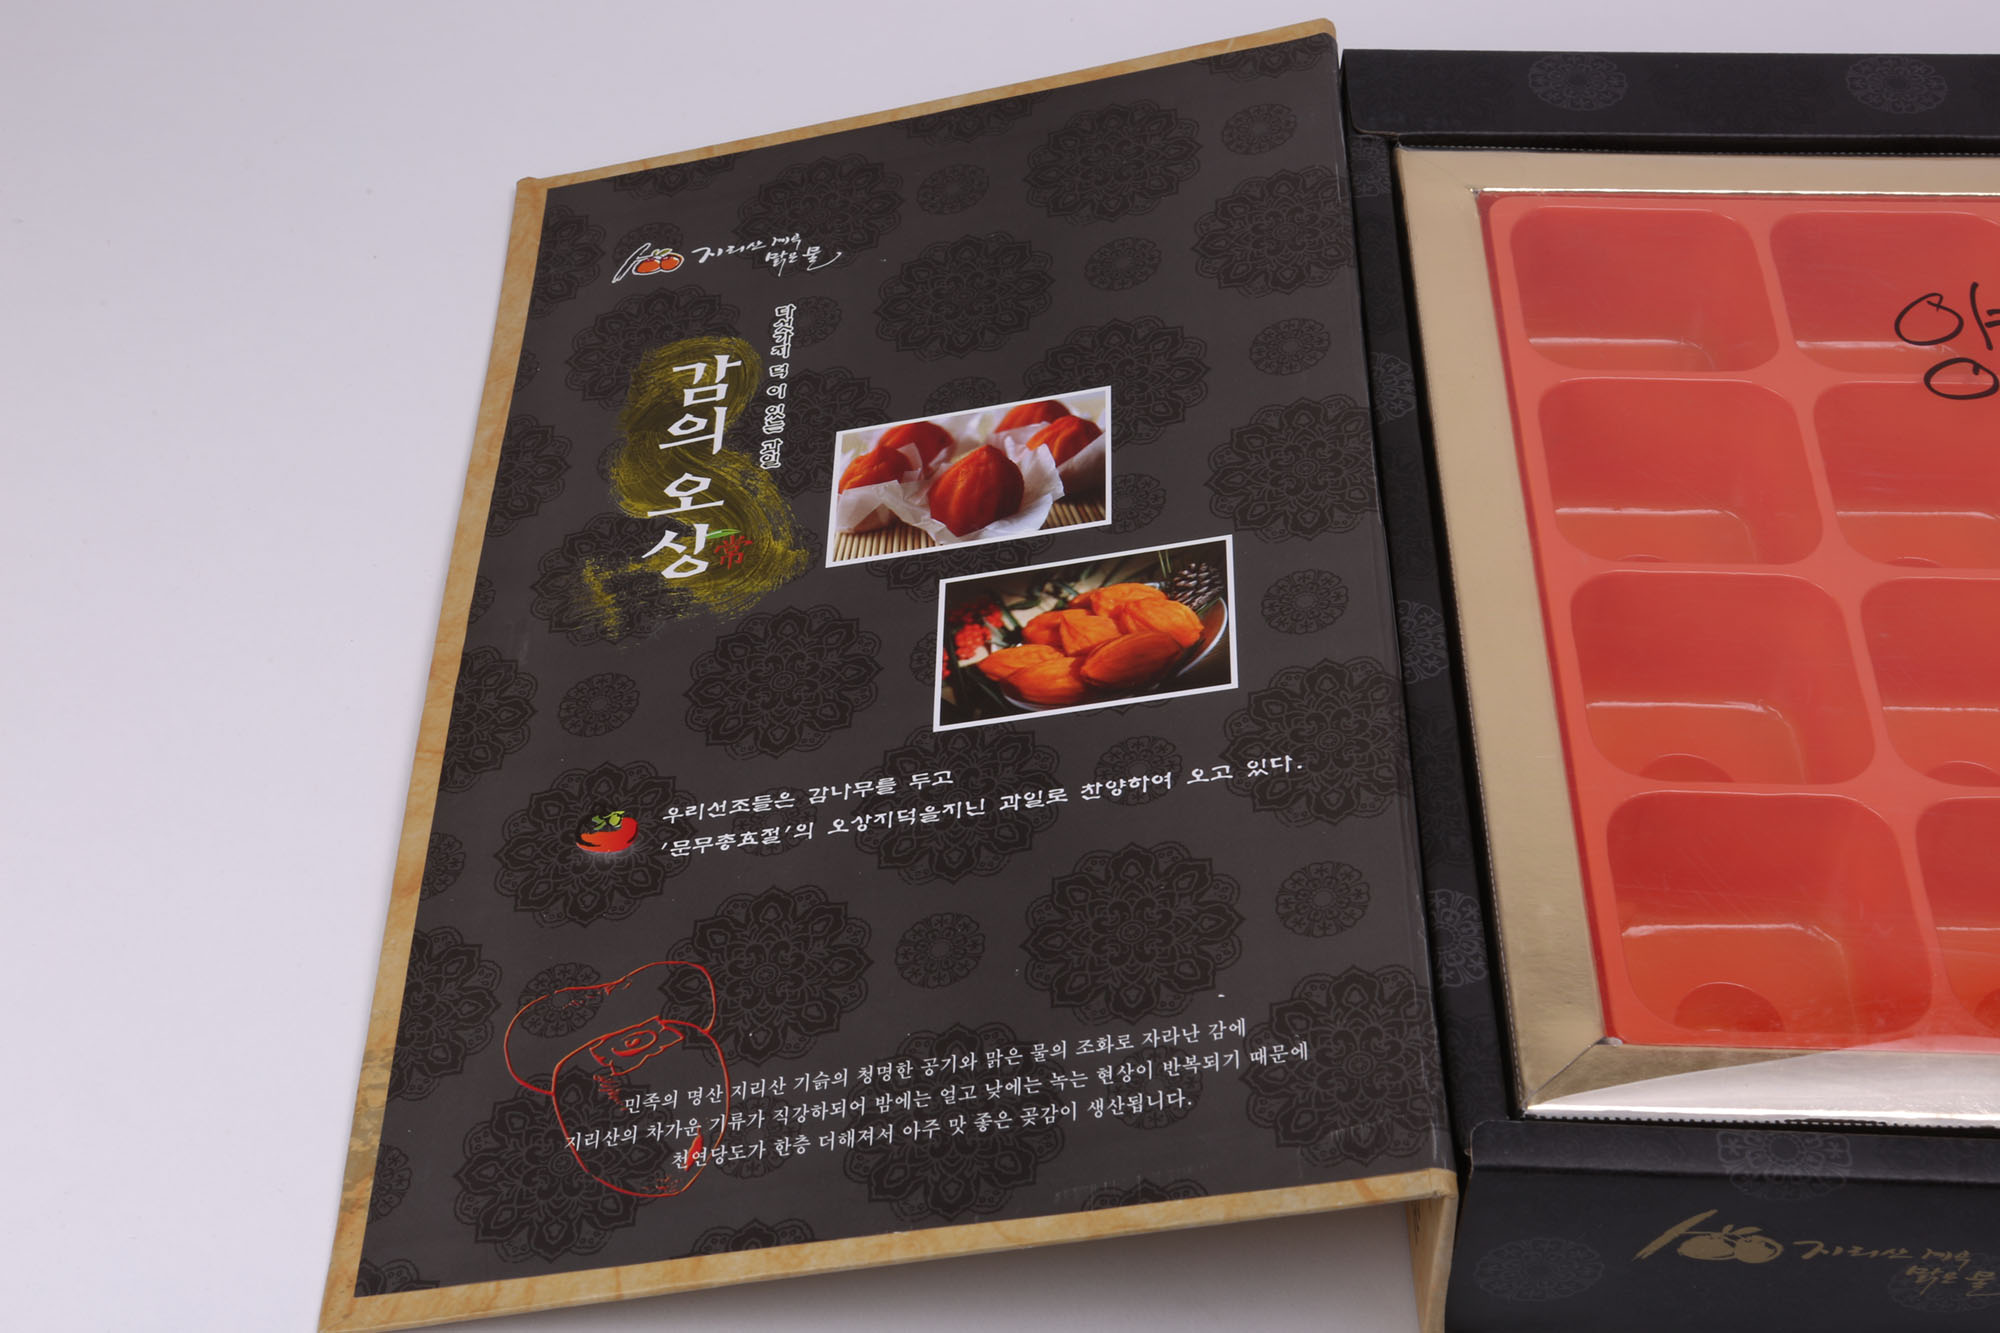 지리산 계곡
맑은 물
다섯가지 덕이 있는 과일
감의 오상
常
우리선조들은 감나무를 두고
'문무충효절'의 오상지덕을지닌 과일로 찬양하여 오고 있다.
민족의 명산 지리산 기슭의 청명한 공기와 맑은 물의 조화로 자라난 감에
지리산의 차가운 기류가 직강하되어 밤에는 얼고 낮에는 녹는 현상이 반복되기 때문에
천연당도가 한층 더해져서 아주 맛 좋은 곶감이 생산됩니다.
지리산 계곡
맑은 물